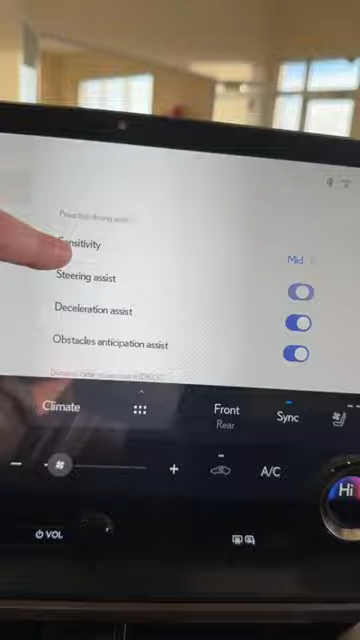 Proactive driving assist
Sensitivity
Mid
Steering assist
Deceleration assist
Obstacles anticipation assist
Climate
Front
Rear
Sync
A/C
Hi
VOL